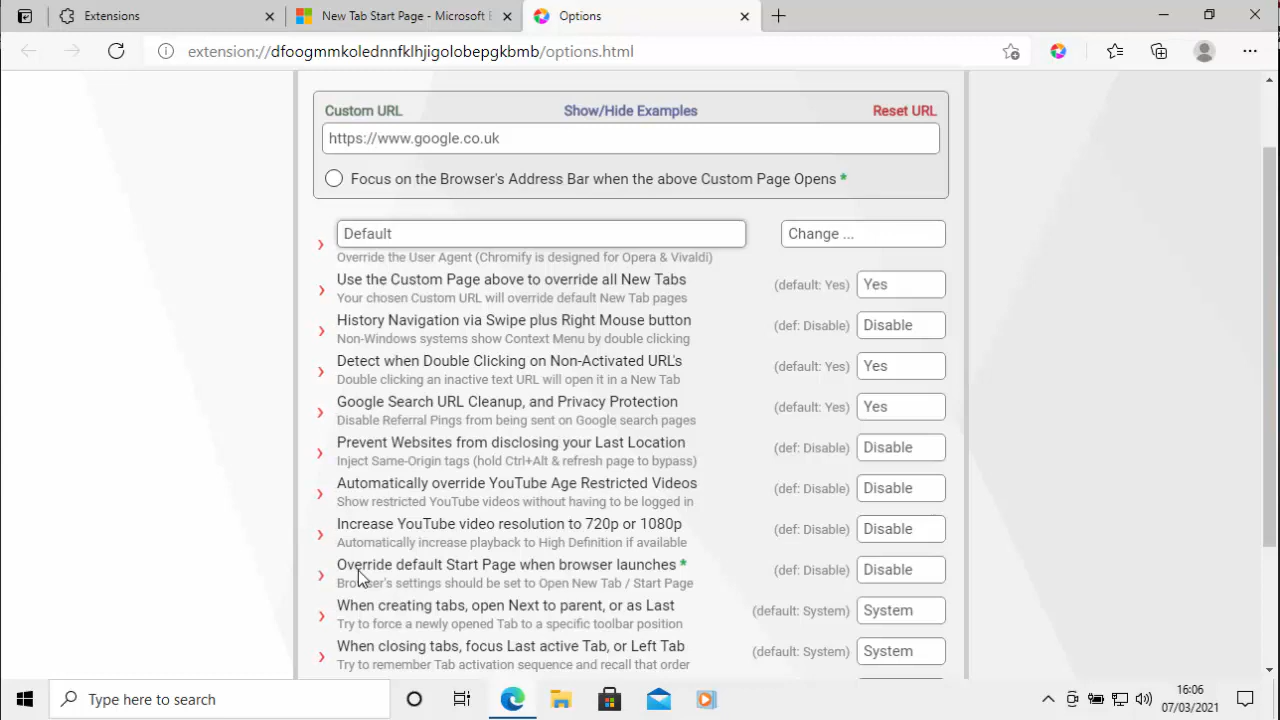 Extensions
New Tab Start Page - Microsoft E
Options
extension://dfoogmmkolednnfklhjigolobepgkbmb/options.html
Custom URL
Show/Hide Examples
Reset URL
https://www.google.co.uk
Focus on the Browser's Address Bar when the above Custom Page Opens *
Default
Change ...
Override the User Agent (Chromify is designed for Opera & Vivaldi)
Use the Custom Page above to override all New Tabs
(default: Yes) Yes
Your chosen Custom URL will override default New Tab pages
History Navigation via Swipe plus Right Mouse button
(def: Disable) Disable
Non-Windows systems show Context Menu by double clicking
Detect when Double Clicking on Non-Activated URL's
(default: Yes) Yes
Double clicking an inactive text URL will open it in a New Tab
Google Search URL Cleanup, and Privacy Protection
(default: Yes) Yes
Disable Referral Pings from being sent on Google search pages
Prevent Websites from disclosing your Last Location
(def: Disable) Disable
Inject Same-Origin tags (hold Ctrl+Alt & refresh page to bypass)
Automatically override YouTube Age Restricted Videos
(def: Disable) Disable
Show restricted YouTube videos without having to be logged in
Increase YouTube video resolution to 720p or 1080p
(def: Disable) Disable
Automatically increase playback to High Definition if available
Override default Start Page when browser launches *
(def: Disable) Disable
Browser's settings should be set to Open New Tab / Start Page
When creating tabs, open Next to parent, or as Last
(default: System) System
Try to force a newly opened Tab to a specific toolbar position
When closing tabs, focus Last active Tab, or Left Tab
(default: System) System
Try to remember Tab activation sequence and recall that order
Type here to search
16:06
07/03/2021